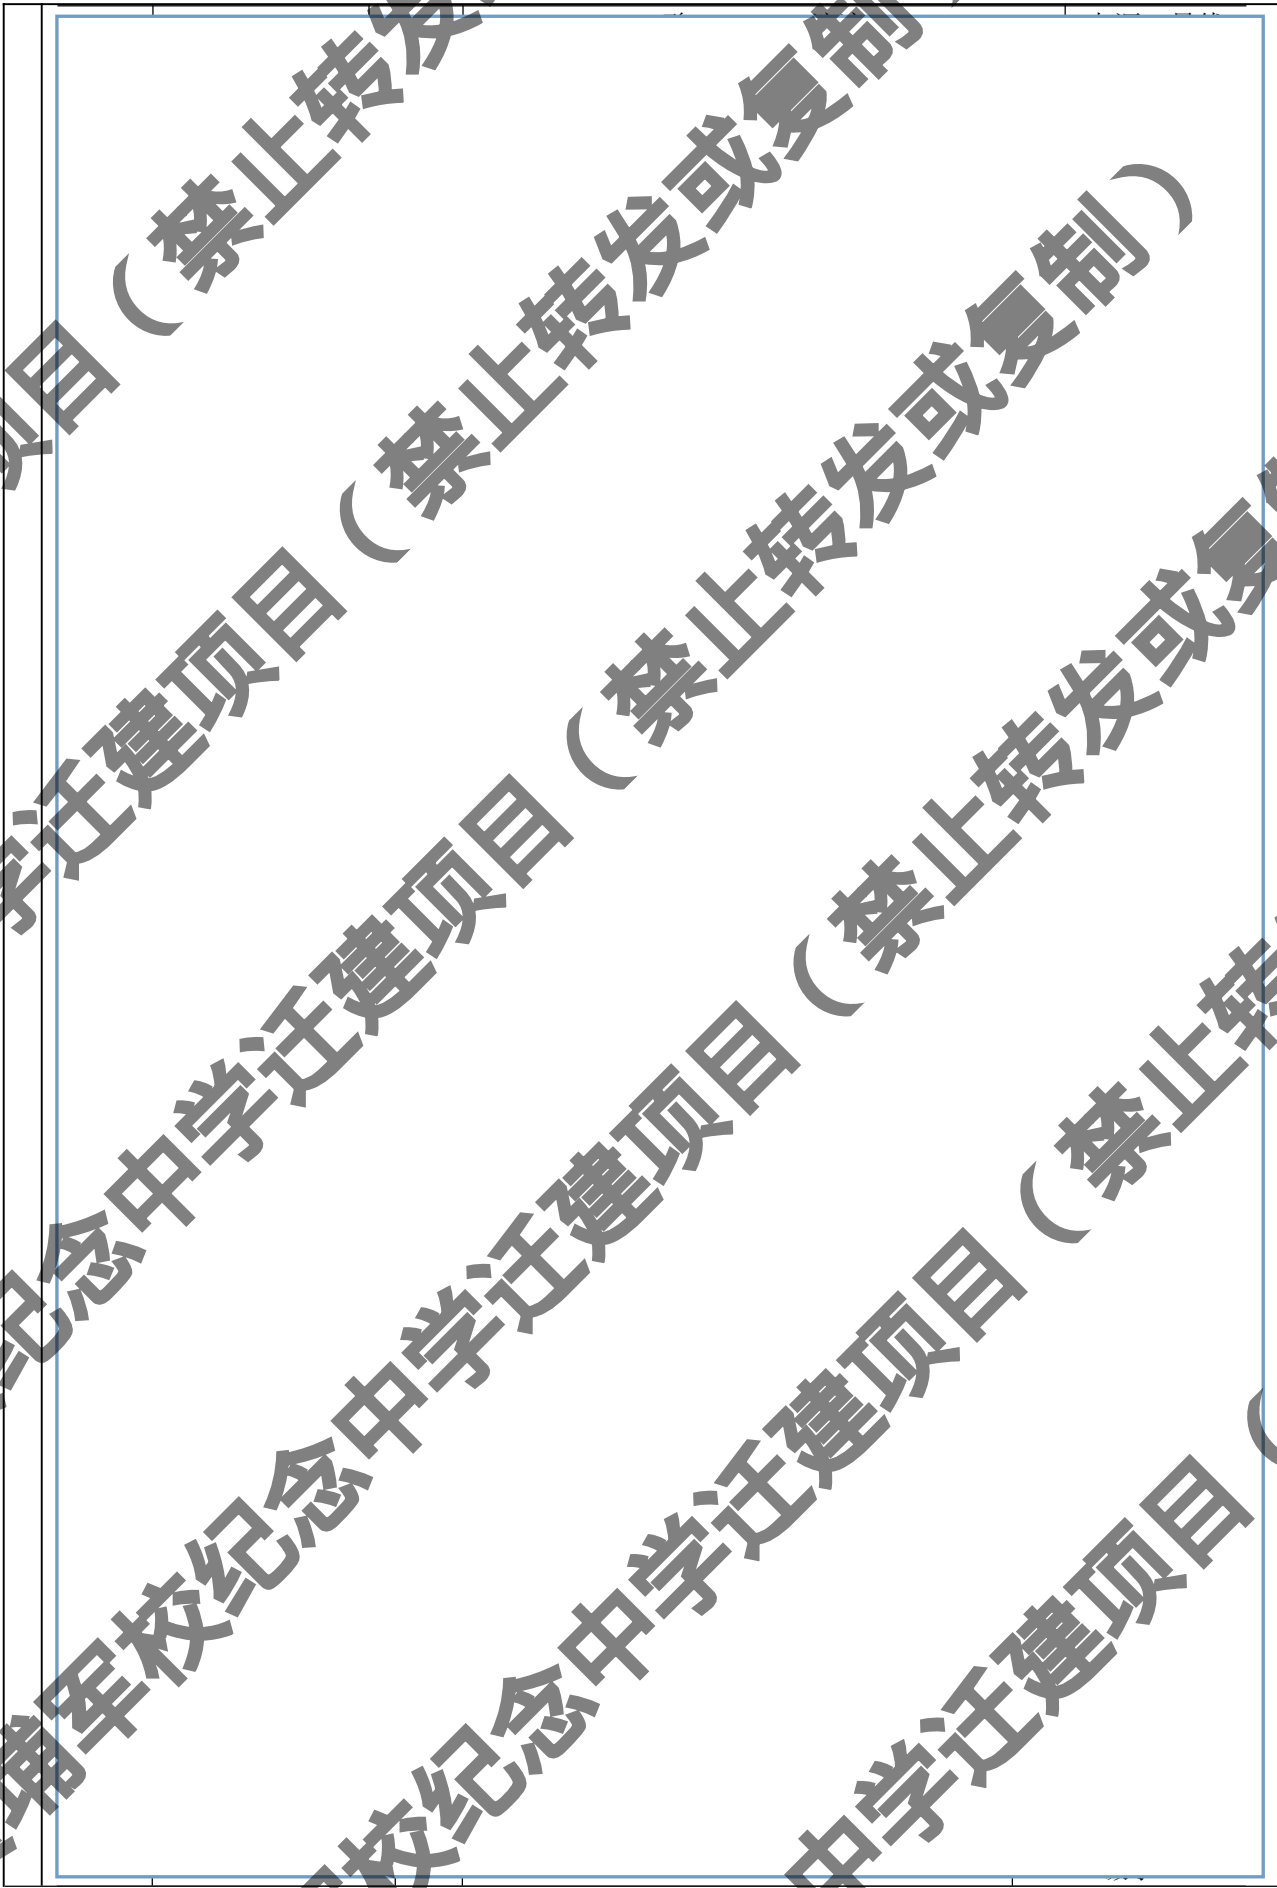 项目（禁止转发
学迁建项目（禁止转发或复制
纪念中学迁建项目（禁止转发或复制）
埔军校纪念中学迁建项目（禁止转发或复
校纪念中学迁建项目（禁止转
中学迁建项目（